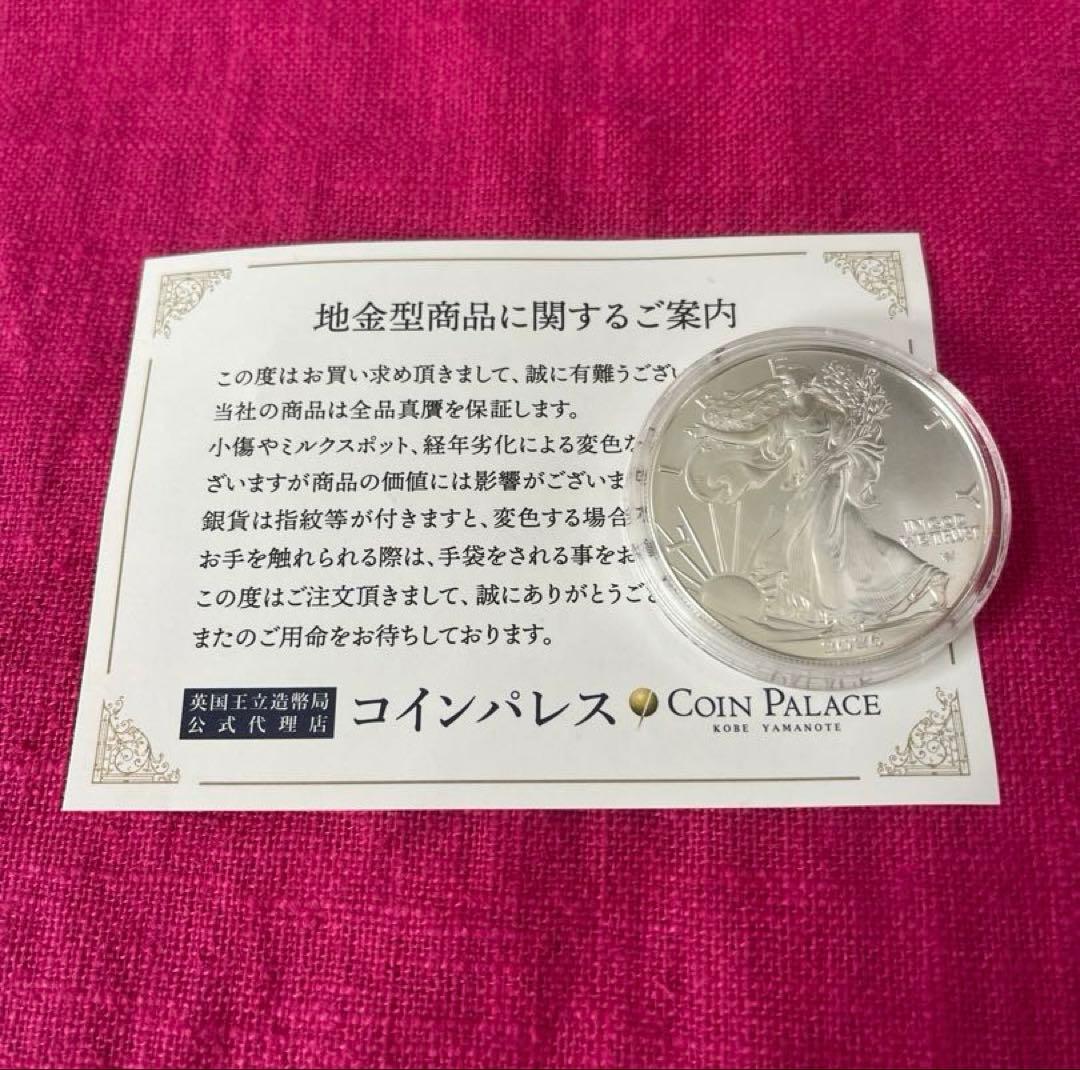 地金型商品に関するご案内
この度はお買い求め頂きまして、誠に有難うござい
当社の商品は全品真贋を保証します。
小傷やミルクスポット、経年劣化による変色な
ざいますが商品の価値には影響がございま
銀貨は指紋等が付きますと、変色する場合
お手を触れられる際は、手袋をされる事をお
この度はご注文頂きまして、誠にありがとうござ
またのご用命をお待ちしております。
英国王立造幣局
公式代理店
コインパレス
COIN PALACE
KOBE YAMANOTE
LIBERTY
IN GOD
WE TRUST